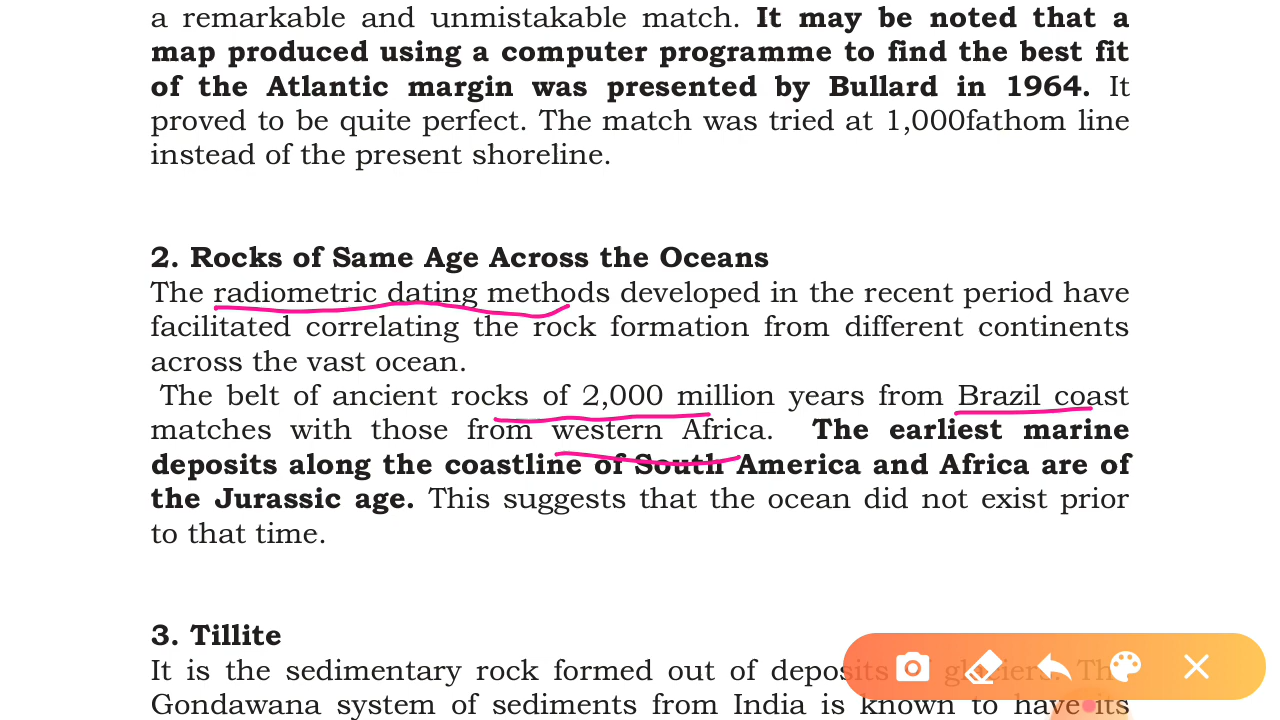 a remarkable and unmistakable match. It may be noted that a
map produced using a computer programme to find the best fit
of the Atlantic margin was presented by Bullard in 1964. It
proved to be quite perfect. The match was tried at 1,000fathom line
instead of the present shoreline.
2. Rocks of Same Age Across the Oceans
The radiometric dating methods developed in the recent period have
facilitated correlating the rock formation from different continents
across the vast ocean.
The belt of ancient rocks of 2,000 million years from Brazil coast
matches with those from western Africa. The earliest marine
deposits along the coastline of South America and Africa are of
the Jurassic age. This suggests that the ocean did not exist prior
to that time.
3. Tillite
It is the sedimentary rock formed out of deposits glaciers. The
Gondawana system of sediments from India is known to have its